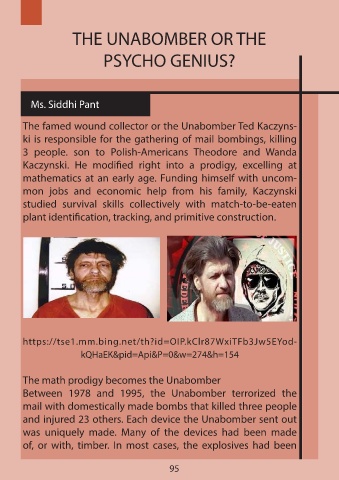 THE UNABOMBER OR THE
PSYCHO GENIUS?
Ms. Siddhi Pant
The famed wound collector or the Unabomber Ted Kaczyns-
ki is responsible for the gathering of mail bombings, killing
3 people. son to Polish-Americans Theodore and Wanda
Kaczynski. He modified right into a prodigy, excelling at
mathematics at an early age. Funding himself with uncom-
mon jobs and economic help from his family, Kaczynski
studied survival skills collectively with match-to-be-eaten
plant identification, tracking, and primitive construction.
https://tse1.mm.bing.net/th?id=OIP.kClr87WxiTFb3Jw5EYod-
kQHaEK&pid=Api&P=0&w=274&h=154
The math prodigy becomes the Unabomber
Between 1978 and 1995, the Unabomber terrorized the
mail with domestically made bombs that killed three people
and injured 23 others. Each device the Unabomber sent out
was uniquely made. Many of the devices had been made
of, or with, timber. In most cases, the explosives had been
95